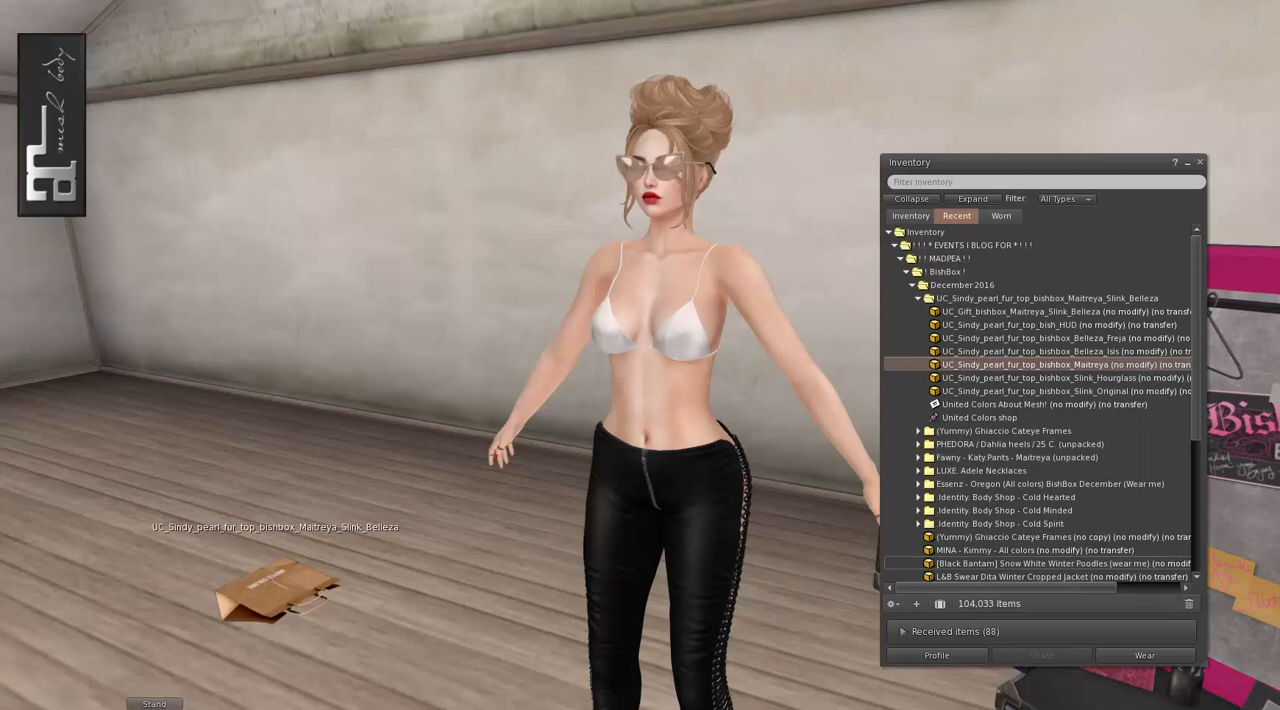 mesh body
Inventory
?
Filter Inventory
Collapse Expand Filter: All Types
Inventory Recent Worn
Inventory
! ! ! * EVENTS I BLOG FOR * ! ! !
! ! MADPEA ! !
! BishBox !
December 2016
UC_Sindy_pearl_fur_top_bishbox_Maitreya_Slink_Belleza
UC_Gift_bishbox_Maitreya_Slink_Belleza (no modify) (no transf
UC_Sindy_pearl_fur_top_bish_HUD (no modify) (no transfer)
UC_Sindy_pearl_fur_top_bishbox_Belleza_Freja (no modify) (no
UC_Sindy_pearl_fur_top_bishbox_Belleza_Isis (no modify) (no tr
UC_Sindy_pearl_fur_top_bishbox_Maitreya (no modify) (no tran
UC_Sindy_pearl_fur_top_bishbox_Slink_Hourglass (no modify) (
UC_Sindy_pearl_fur_top_bishbox_Slink_Original (no modify) (no
United Colors About Mesh! (no modify) (no transfer)
United Colors shop
(Yummy) Ghiaccio Cateye Frames
PHEDORA / Dahlia heels / 25 C. (unpacked)
Fawny - Katy.Pants - Maitreya (unpacked)
LUXE. Adele Necklaces
Essenz - Oregon (All colors) BishBox December (Wear me)
.Identity. Body Shop - Cold Hearted
.Identity. Body Shop - Cold Minded
.Identity. Body Shop - Cold Spirit
(Yummy) Ghiaccio Cateye Frames (no copy) (no modify) (no tran
MINA - Kimmy - All colors (no modify) (no transfer)
[Black Bantam] Snow White Winter Poodles (wear me) (no modif
L&B Swear Dita Winter Cropped Jacket (no modify) (no transfer)
104,033 Items
Received items (88)
Profile Share Wear
UC_Sindy_pearl_fur_top_bishbox_Maitreya_Slink_Belleza
Stand
Bis